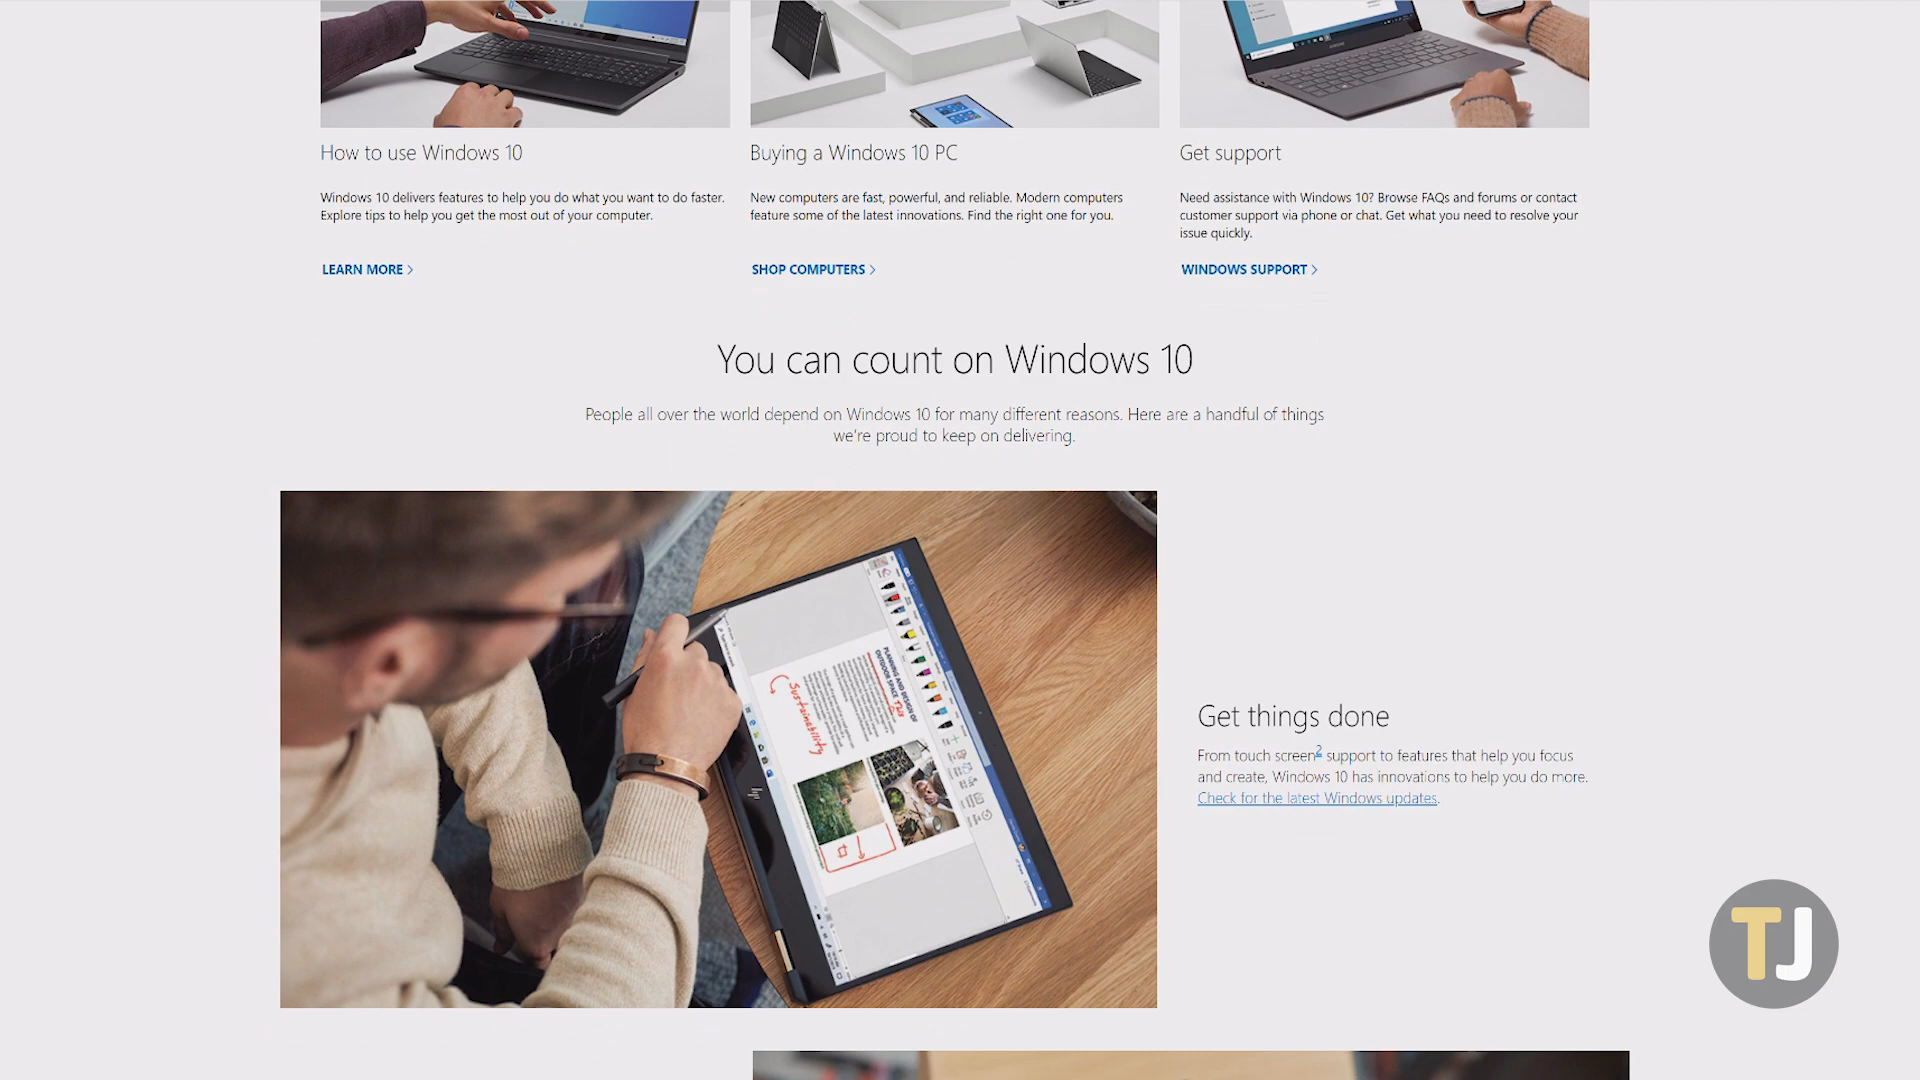 How to use Windows 10
Windows 10 delivers features to help you do what you want to do faster.
Explore tips to help you get the most out of your computer.
LEARN MORE
Buying a Windows 10 PC
New computers are fast, powerful, and reliable. Modern computers
feature some of the latest innovations. Find the right one for you.
SHOP COMPUTERS
Get support
Need assistance with Windows 10? Browse FAQs and forums or contact
customer support via phone or chat. Get what you need to resolve your
issue quickly.
WINDOWS SUPPORT
You can count on Windows 10
People all over the world depend on Windows 10 for many different reasons. Here are a handful of things
we're proud to keep on delivering.
PLANNING AND DESIGN OF
OUTDOOR SPACE This
Sustainability
Get things done
From touch screen2 support to features that help you focus
and create, Windows 10 has innovations to help you do more.
Check for the latest Windows updates.
TJ